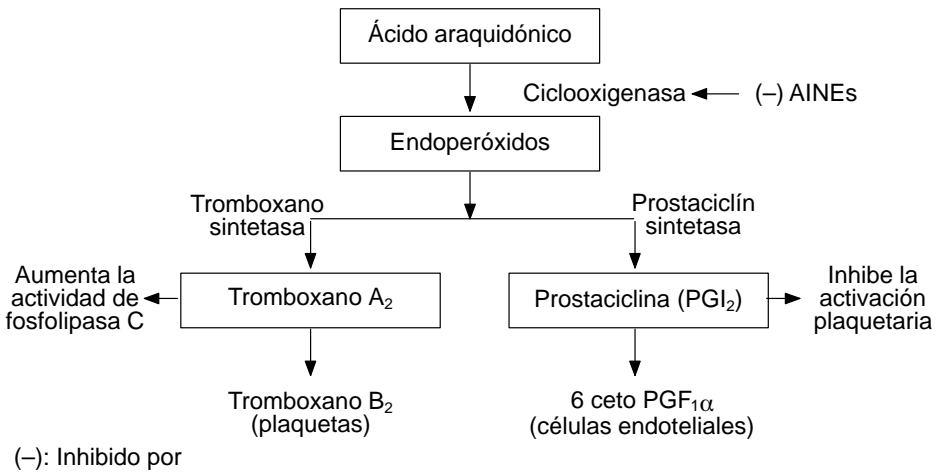 Ácido araquidónico
Ciclooxigenasa
(–) AINEs
Endoperóxidos
Tromboxano
sintetasa
Prostaciclín
sintetasa
Aumenta la
actividad de
fosfolipasa C
Tromboxano A₂
Prostaciclina (PGI₂)
Inhibe la
activación
plaquetaria
Tromboxano B₂
(plaquetas)
6 ceto PGF₁α
(células endoteliales)
(–): Inhibido por